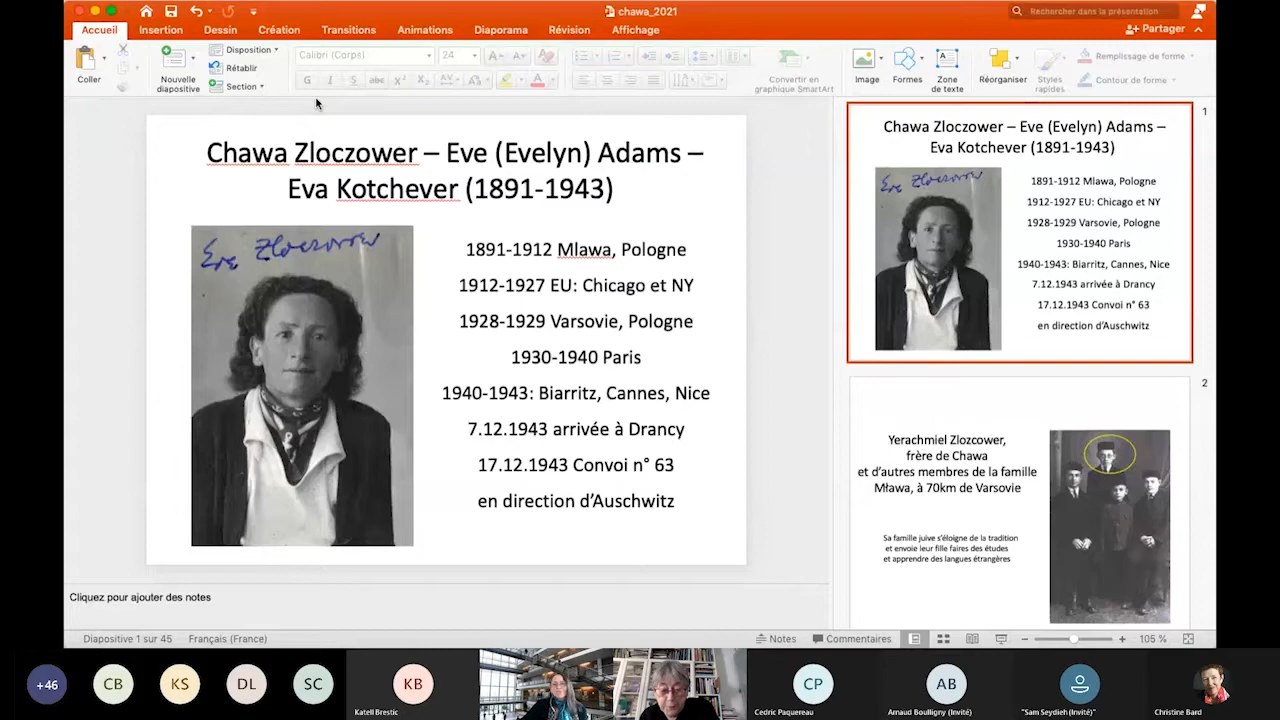 chawa_2021
Rechercher dans la présentation
Accueil
Insertion
Dessin
Création
Transitions
Animations
Diaporama
Révision
Affichage
Partager
Coller
Nouvelle
diapositive
Disposition
Rétablir
Section
Calibri (Corps)
24
G
I
S
abc
X²
X₂
Convertir en
graphique SmartArt
Image
Formes
Zone
de texte
Réorganiser
Styles
rapides
Remplissage de forme
Contour de forme
Chawa Zloczower – Eve (Evelyn) Adams –
Eva Kotchever (1891-1943)
Eve Zloczower
1891-1912 Mlawa, Pologne
1912-1927 EU: Chicago et NY
1928-1929 Varsovie, Pologne
1930-1940 Paris
1940-1943: Biarritz, Cannes, Nice
7.12.1943 arrivée à Drancy
17.12.1943 Convoi n° 63
en direction d’Auschwitz
1
Chawa Zloczower – Eve (Evelyn) Adams –
Eva Kotchever (1891-1943)
Eve Zloczower
1891-1912 Mlawa, Pologne
1912-1927 EU: Chicago et NY
1928-1929 Varsovie, Pologne
1930-1940 Paris
1940-1943: Biarritz, Cannes, Nice
7.12.1943 arrivée à Drancy
17.12.1943 Convoi n° 63
en direction d’Auschwitz
2
Yerachmiel Zlozcower,
frère de Chawa
et d’autres membres de la famille
Mława, à 70km de Varsovie
Sa famille juive s’éloigne de la tradition
et envoie leur fille faires des études
et apprendre des langues étrangères
Cliquez pour ajouter des notes
Diapositive 1 sur 45
Français (France)
Notes
Commentaires
105 %
+46
CB
KS
DL
SC
KB
Katell Brestic
CP
Cedric Paquereau
AB
Arnaud Boulligny (Invité)
"Sam Seydieh" (Invité)
Christine Bard